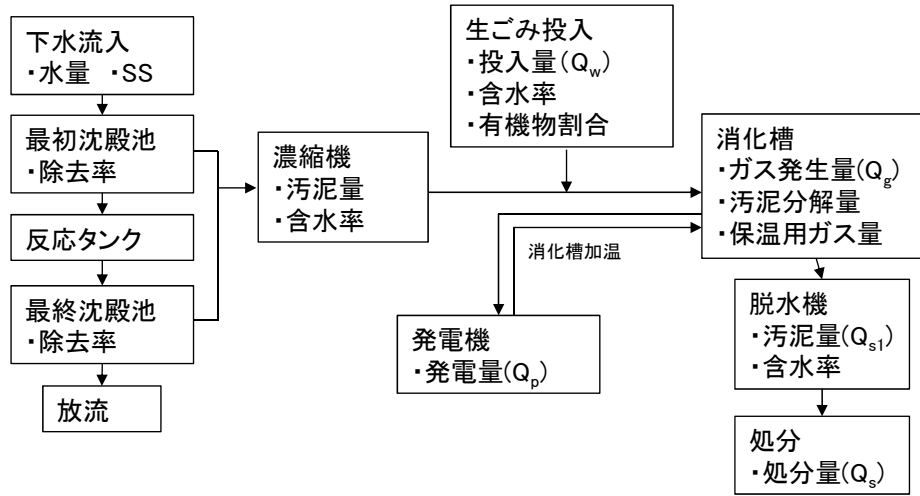 下水流入
・水量 ・SS
最初沈殿池
・除去率
反応タンク
最終沈殿池
・除去率
放流
濃縮機
・汚泥量
・含水率
生ごみ投入
・投入量(Qw)
・含水率
・有機物割合
消化槽
・ガス発生量(Qg)
・汚泥分解量
・保温用ガス量
消化槽加温
発電機
・発電量(Qp)
脱水機
・汚泥量(Qs1)
・含水率
処分
・処分量(Qs)